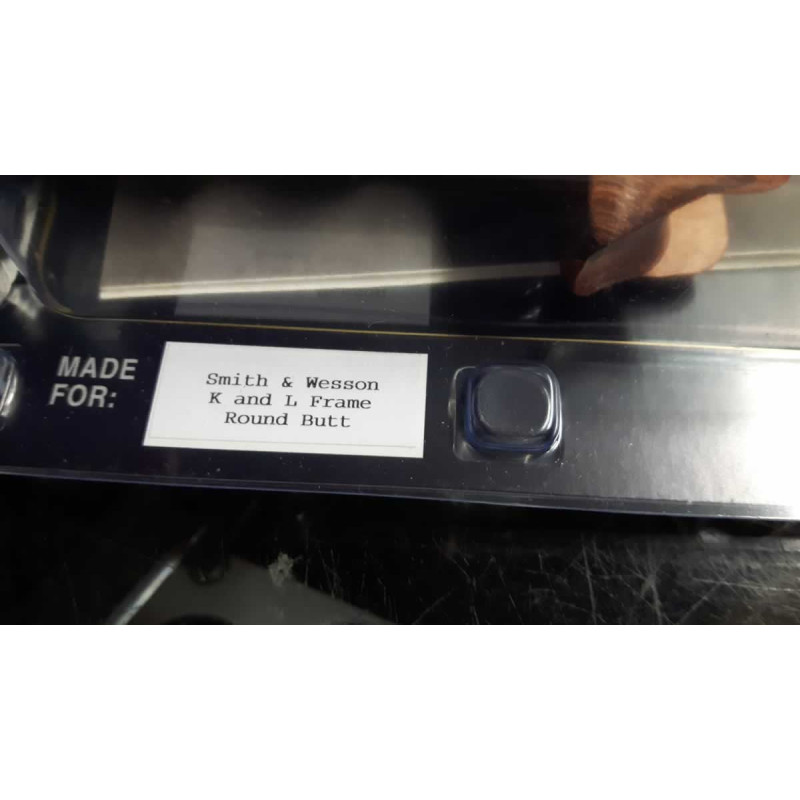 MADE
FOR:
Smith & Wesson
K and L Frame
Round Butt